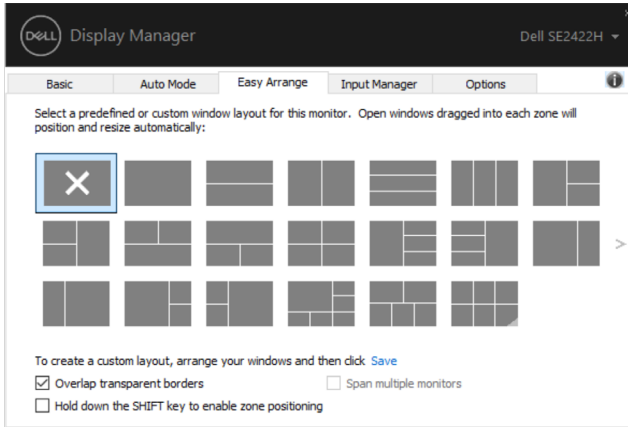 DELL Display Manager
Dell SE2422H
Basic Auto Mode Easy Arrange Input Manager Options
Select a predefined or custom window layout for this monitor. Open windows dragged into each zone will
position and resize automatically:
To create a custom layout, arrange your windows and then click Save
Overlap transparent borders
Span multiple monitors
Hold down the SHIFT key to enable zone positioning